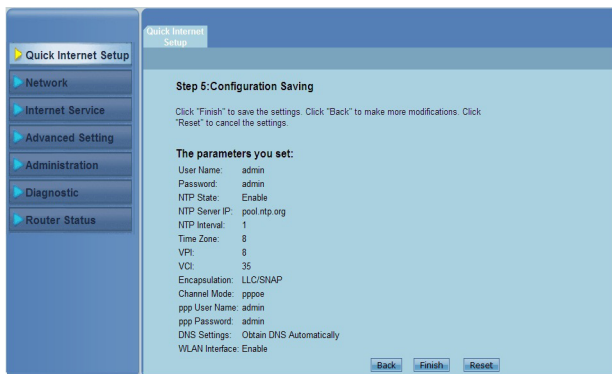 Quick Internet
Setup
Quick Internet Setup
Network
Internet Service
Advanced Setting
Administration
Diagnostic
Router Status
Step 5:Configuration Saving
Click "Finish" to save the settings. Click "Back" to make more modifications. Click
"Reset" to cancel the settings.
The parameters you set:
User Name: admin
Password: admin
NTP State: Enable
NTP Server IP: pool.ntp.org
NTP Interval: 1
Time Zone: 8
VPI: 8
VCI: 35
Encapsulation: LLC/SNAP
Channel Mode: pppoe
ppp User Name: admin
ppp Password: admin
DNS Settings: Obtain DNS Automatically
WLAN Interface: Enable
Back Finish Reset